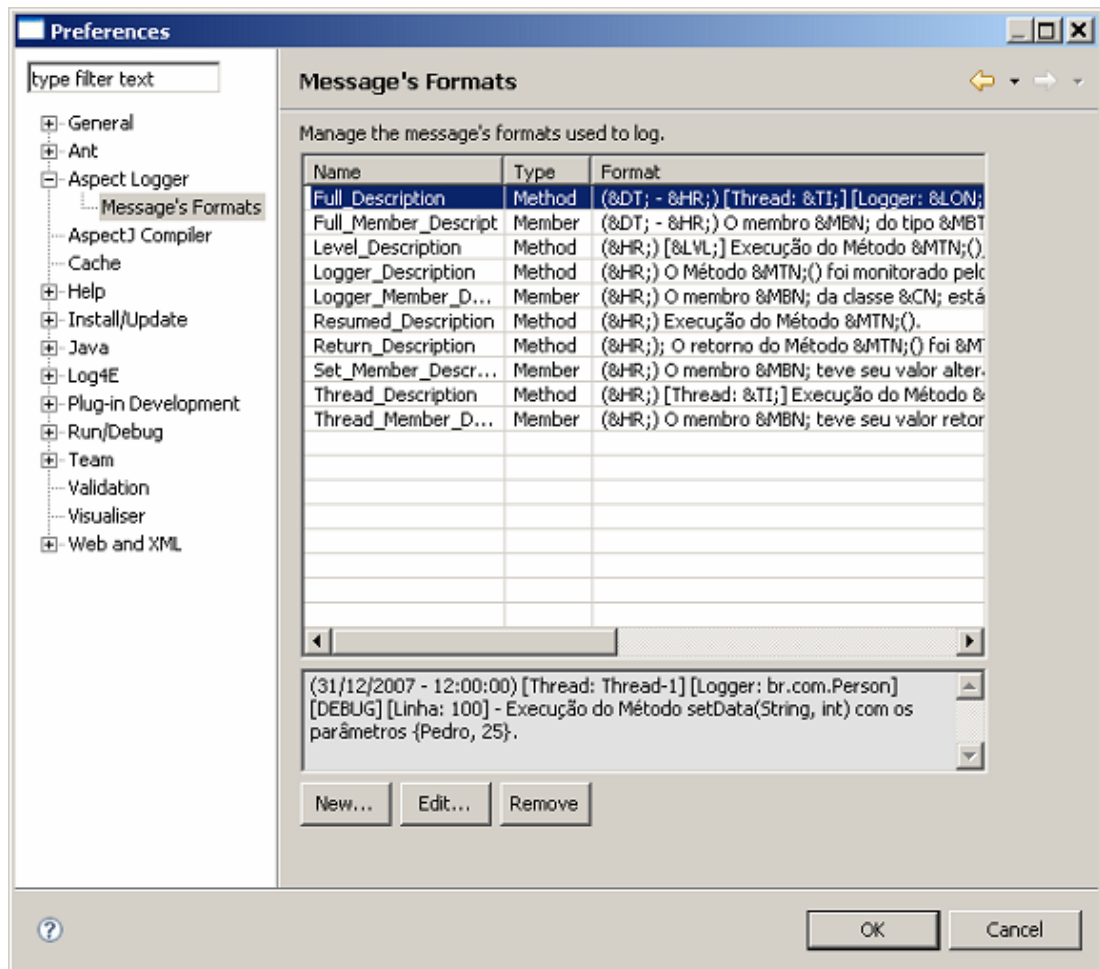 Preferences
type filter text
General
Ant
Aspect Logger
Message's Formats
AspectJ Compiler
Cache
Help
Install/Update
Java
Log4E
Plug-in Development
Run/Debug
Team
Validation
Visualiser
Web and XML
Message's Formats
Manage the message's formats used to log.
Name Type Format
Full_Description Method (&DT; - &HR;) [Thread: &TI;] [Logger: &LON;
Full_Member_Descript Member (&DT; - &HR;) O membro &MBN; do tipo &MBT
Level_Description Method (&HR;) [&LVL;] Execução do Método &MTN;()
Logger_Description Method (&HR;) O Método &MTN;() foi monitorado pelo
Logger_Member_D... Member (&HR;) O membro &MBN; da classe &CN; está
Resumed_Description Method (&HR;) Execução do Método &MTN;().
Return_Description Method (&HR;); O retorno do Método &MTN;() foi &MT
Set_Member_Descr... Member (&HR;) O membro &MBN; teve seu valor alter
Thread_Description Method (&HR;) [Thread: &TI;] Execução do Método &
Thread_Member_D... Member (&HR;) O membro &MBN; teve seu valor retor
(31/12/2007 - 12:00:00) [Thread: Thread-1] [Logger: br.com.Person]
[DEBUG] [Linha: 100] - Execução do Método setData(String, int) com os
parâmetros {Pedro, 25}.
New... Edit... Remove
? OK Cancel